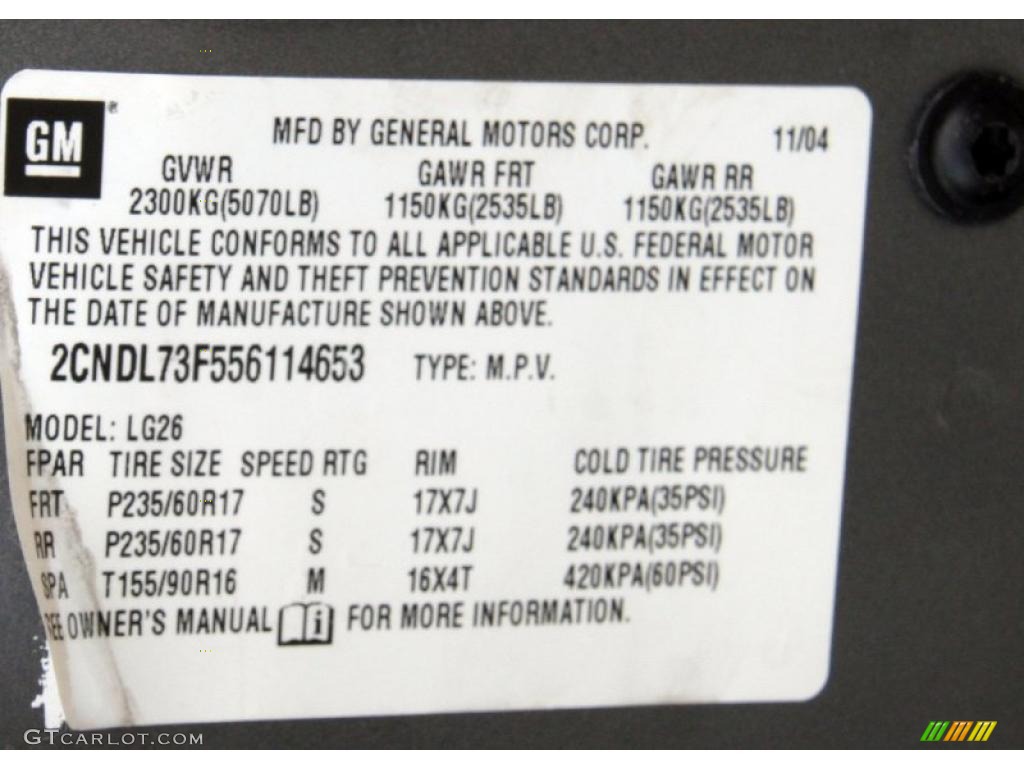 GM®
MFD BY GENERAL MOTORS CORP. 11/04
GVWR GAWR FRT GAWR RR
2300KG(5070LB) 1150KG(2535LB) 1150KG(2535LB)
THIS VEHICLE CONFORMS TO ALL APPLICABLE U.S. FEDERAL MOTOR
VEHICLE SAFETY AND THEFT PREVENTION STANDARDS IN EFFECT ON
THE DATE OF MANUFACTURE SHOWN ABOVE.
2CNDL73F556114653 TYPE: M.P.V.
MODEL: LG26
FPAR TIRE SIZE SPEED RTG RIM COLD TIRE PRESSURE
FRT P235/60R17 S 17X7J 240KPA(35PSI)
RR P235/60R17 S 17X7J 240KPA(35PSI)
SPA T155/90R16 M 16X4T 420KPA(60PSI)
SEE OWNER'S MANUAL i FOR MORE INFORMATION.
GTCARLOT.COM